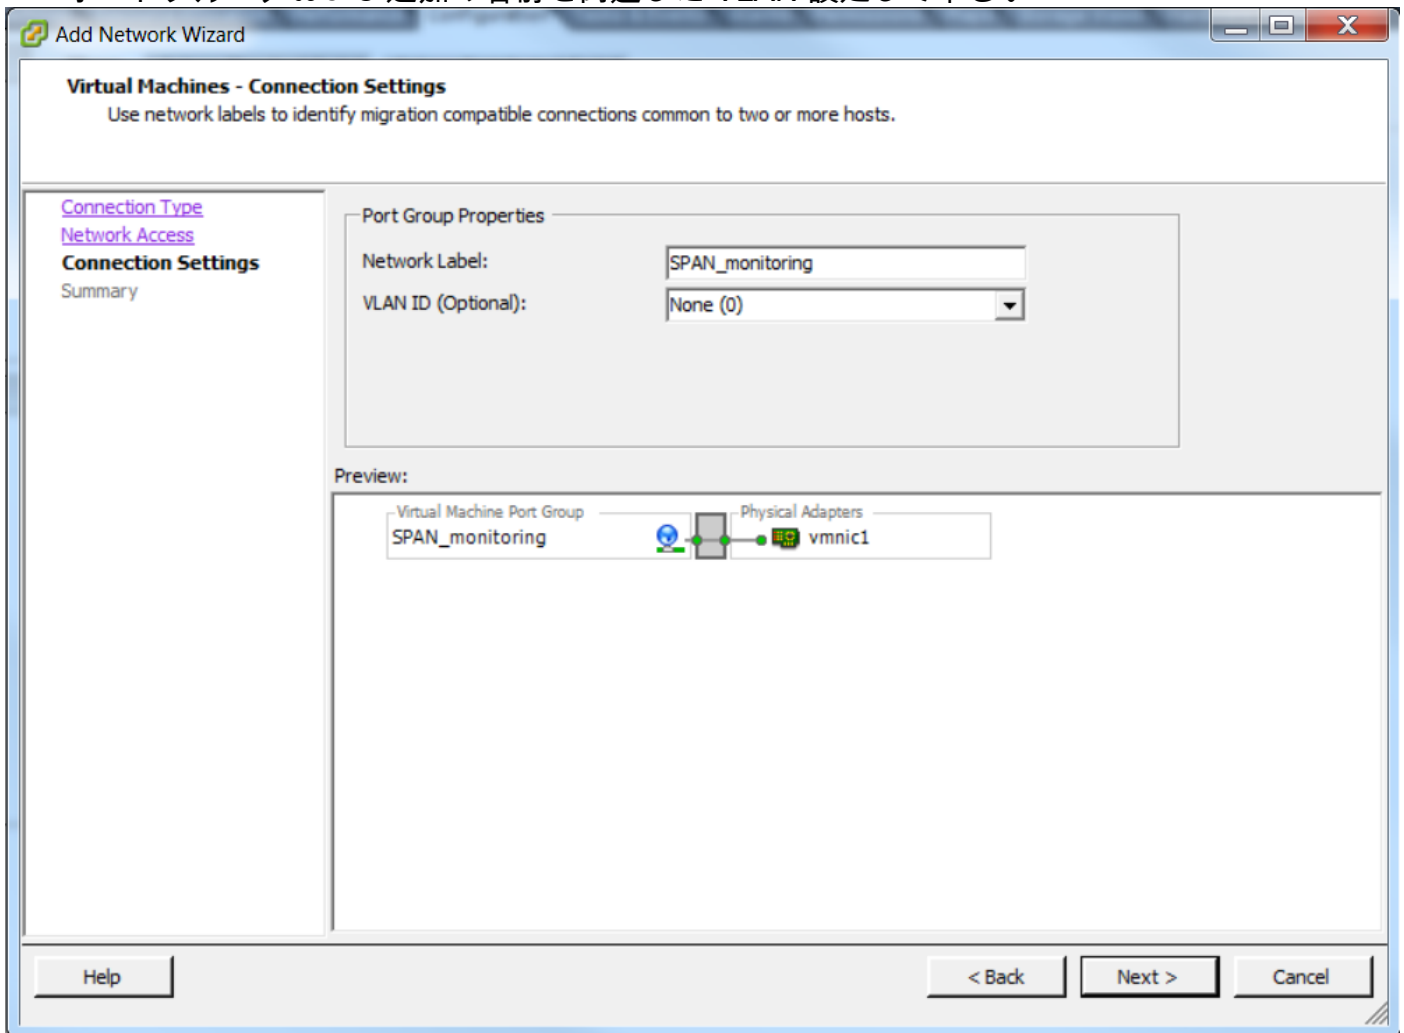 Add Network Wizard
Virtual Machines - Connection Settings
Use network labels to identify migration compatible connections common to two or more hosts.
Connection Type
Network Access
Connection Settings
Summary
Port Group Properties
Network Label:
SPAN_monitoring
VLAN ID (Optional):
None (0)
Preview:
Virtual Machine Port Group
SPAN_monitoring
Physical Adapters
vmnic1
Help
< Back
Next >
Cancel